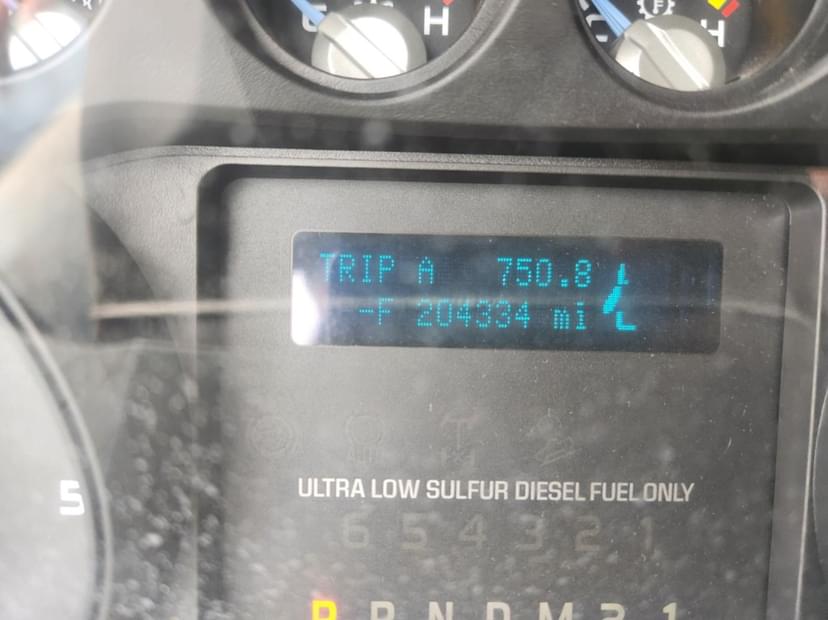 C H
F H
TRIP A 750.8
-F 204334 mi
5
ULTRA LOW SULFUR DIESEL FUEL ONLY
6 5 4 3 2 1
P R N D M 2 1